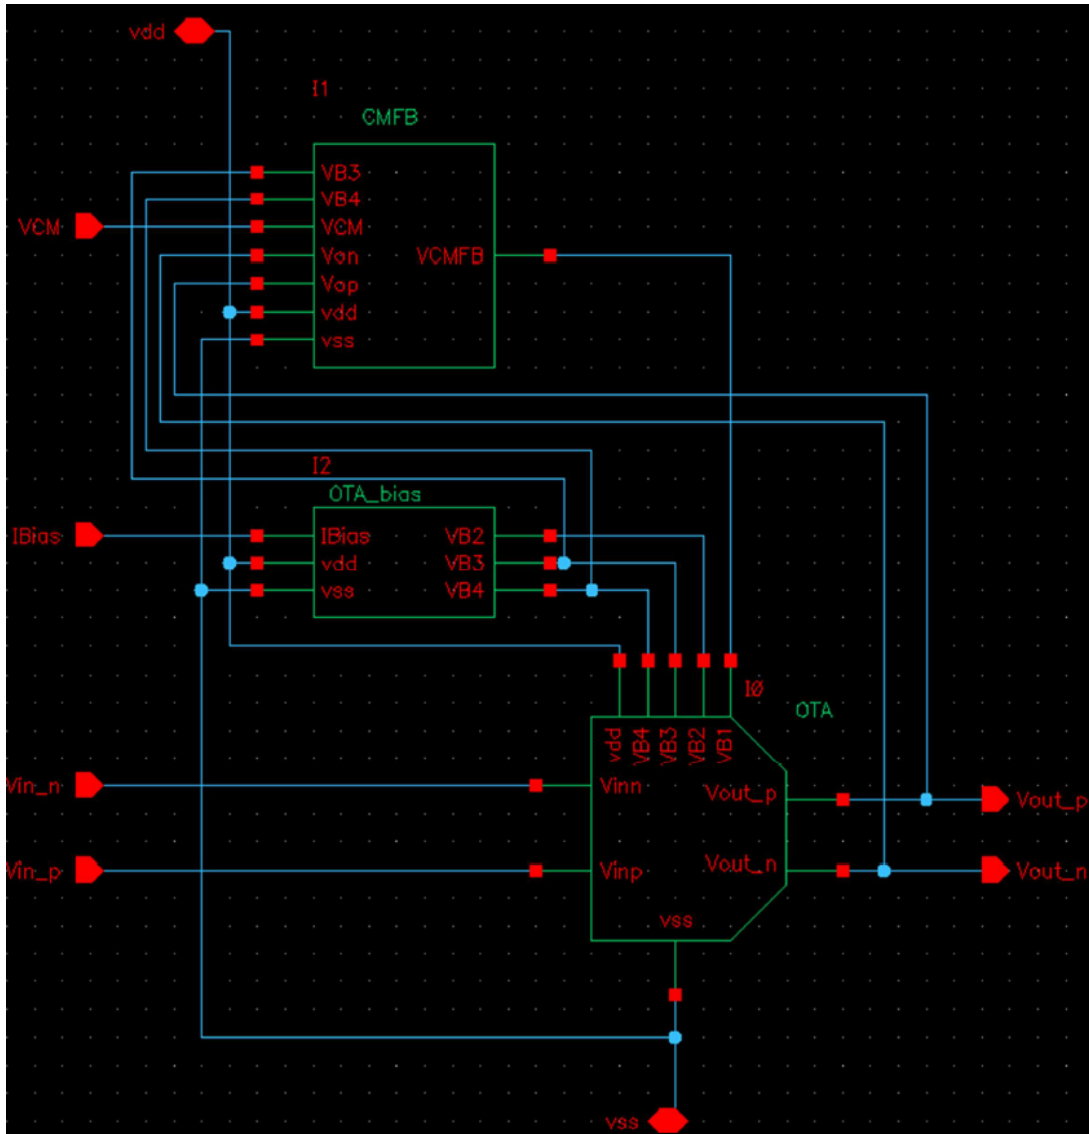 vdd
I1
CMFB
VB3
VB4
VCM VCM
Von VCMFB
Vop
vdd
vss
I2
OTA_bias
IBias IBias VB2
vdd VB3
vss VB4
I0
OTA
vdd VB4 VB3 VB2 VB1
Vin_n Vinn Vout_p Vout_p
Vin_p Vinp Vout_n Vout_n
vss
vss